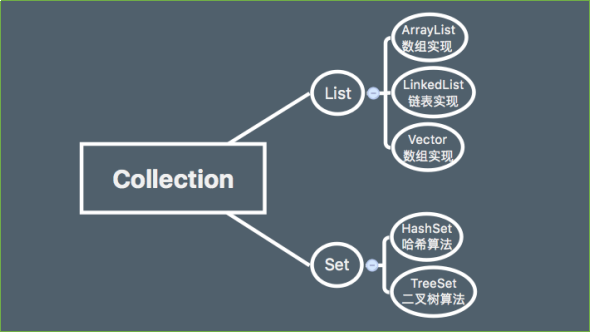 Collection
List
ArrayList
数组实现
LinkedList
链表实现
Vector
数组实现
Set
HashSet
哈希算法
TreeSet
二叉树算法